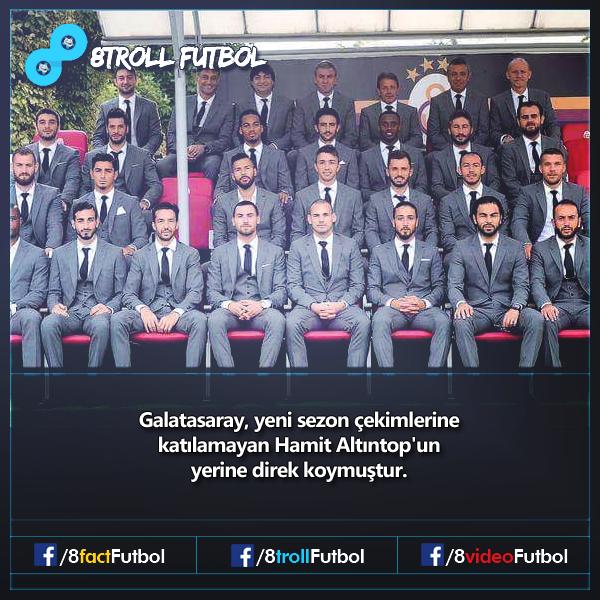 8TROLL FUTBOL
Galatasaray, yeni sezon çekimlerine
katılamayan Hamit Altıntop'un
yerine direk koymuştur.
/8factFutbol
/8trollFutbol
/8videoFutbol